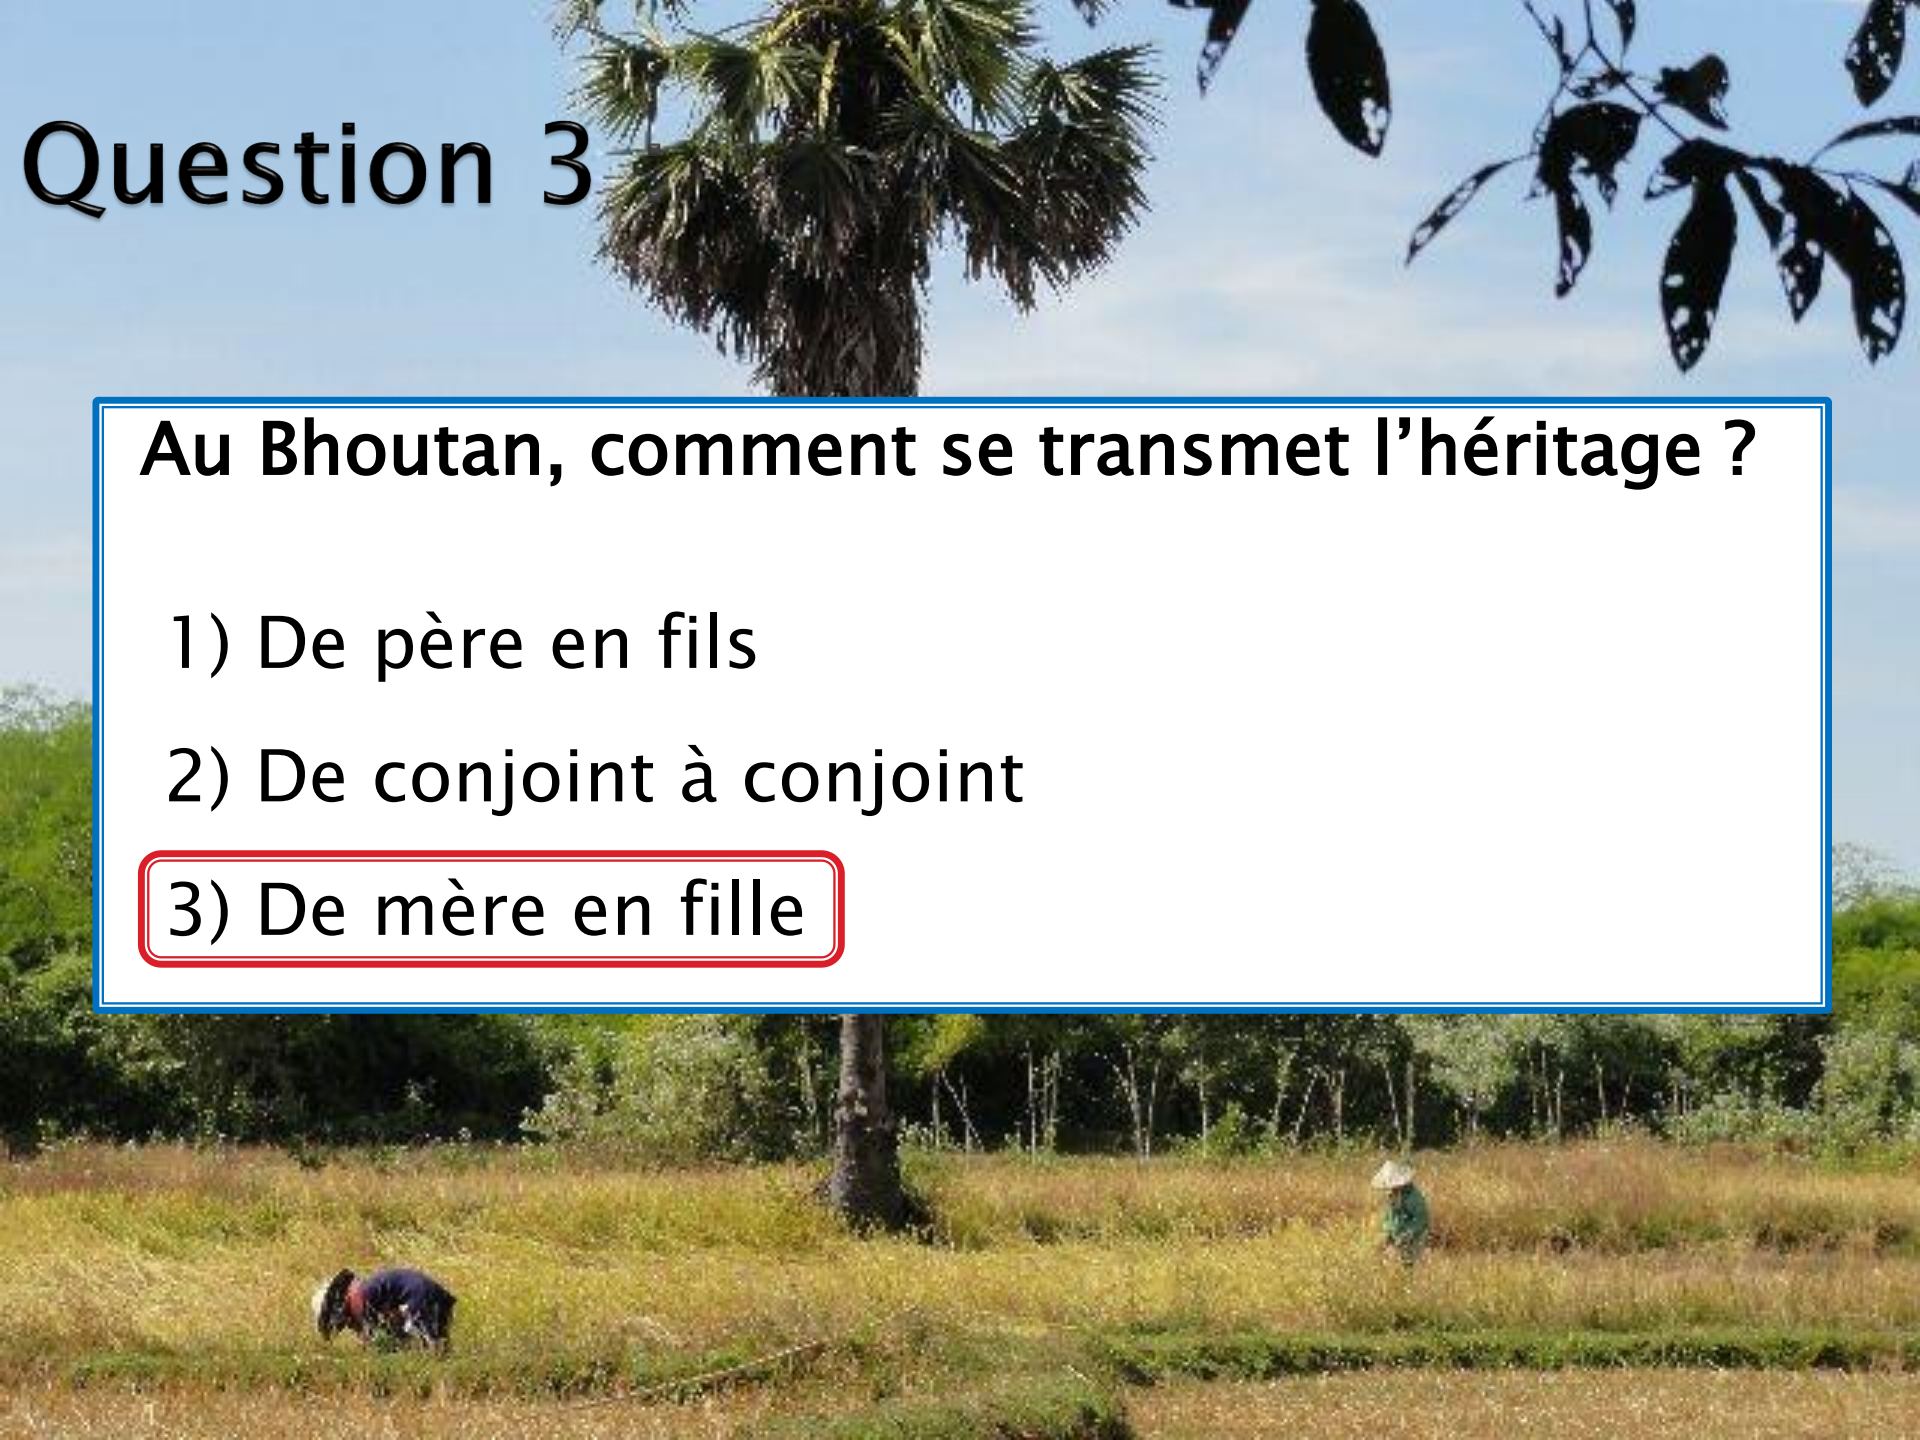 Question 3
Au Bhoutan, comment se transmet l’héritage ?
1) De père en fils
2) De conjoint à conjoint
3) De mère en fille